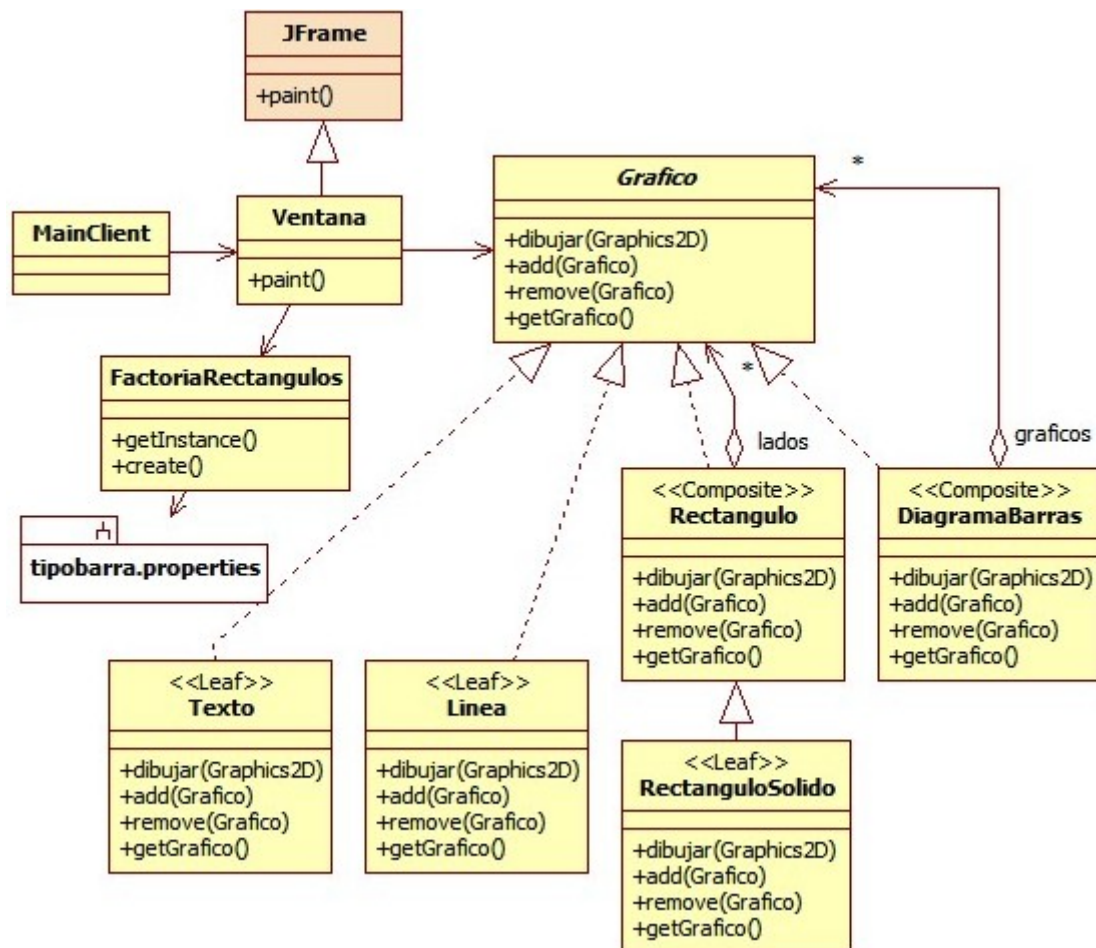 JFrame
+paint()
Grafico
+dibujar(Graphics2D)
+add(Grafico)
+remove(Grafico)
+getGrafico()
*
MainClient
Ventana
+paint()
FactoriaRectangulos
+getInstance()
+create()
*
lados
graficos
tipobarra.properties
<<Composite>>
Rectangulo
+dibujar(Graphics2D)
+add(Grafico)
+remove(Grafico)
+getGrafico()
<<Composite>>
DiagramaBarras
+dibujar(Graphics2D)
+add(Grafico)
+remove(Grafico)
+getGrafico()
<<Leaf>>
Texto
+dibujar(Graphics2D)
+add(Grafico)
+remove(Grafico)
+getGrafico()
<<Leaf>>
Linea
+dibujar(Graphics2D)
+add(Grafico)
+remove(Grafico)
+getGrafico()
<<Leaf>>
RectanguloSolido
+dibujar(Graphics2D)
+add(Grafico)
+remove(Grafico)
+getGrafico()